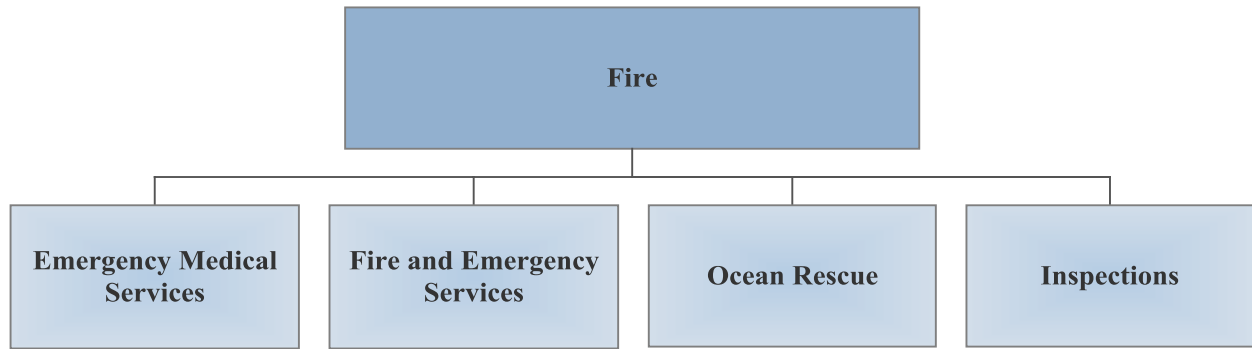 Fire
Emergency Medical
Services
Fire and Emergency
Services
Ocean Rescue
Inspections